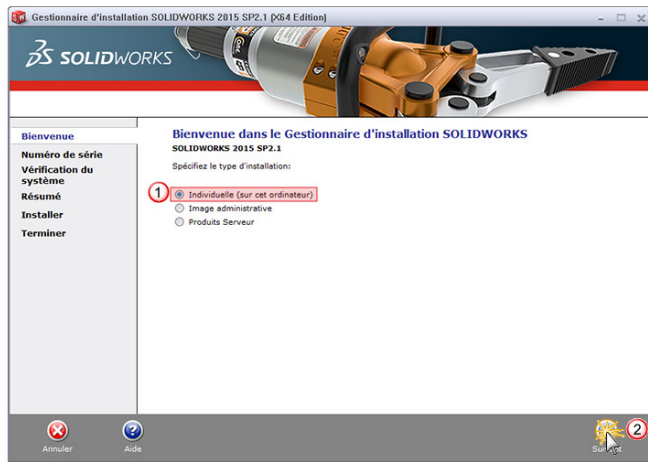 Gestionnaire d'installation SOLIDWORKS 2015 SP2.1 (X64 Edition)
SOLIDWORKS
Bienvenue
Numéro de série
Vérification du
système
Résumé
Installer
Terminer
Bienvenue dans le Gestionnaire d'installation SOLIDWORKS
SOLIDWORKS 2015 SP2.1
Spécifiez le type d'installation:
1
Individuelle (sur cet ordinateur)
Image administrative
Produits Serveur
Annuler
Aide
2